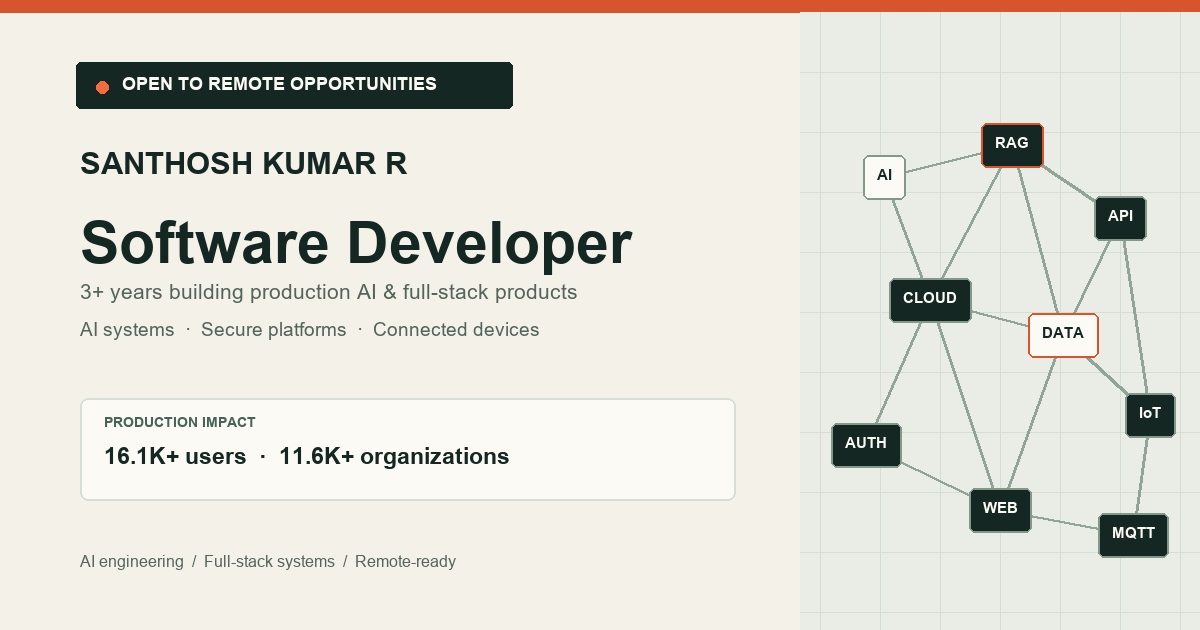 OPEN TO REMOTE OPPORTUNITIES
SANTHOSH KUMAR R
Software Developer
3+ years building production AI & full-stack products
AI systems · Secure platforms · Connected devices
PRODUCTION IMPACT
16.1K+ users · 11.6K+ organizations
AI engineering / Full-stack systems / Remote-ready
RAG
AI
API
CLOUD
DATA
IoT
AUTH
WEB
MQTT